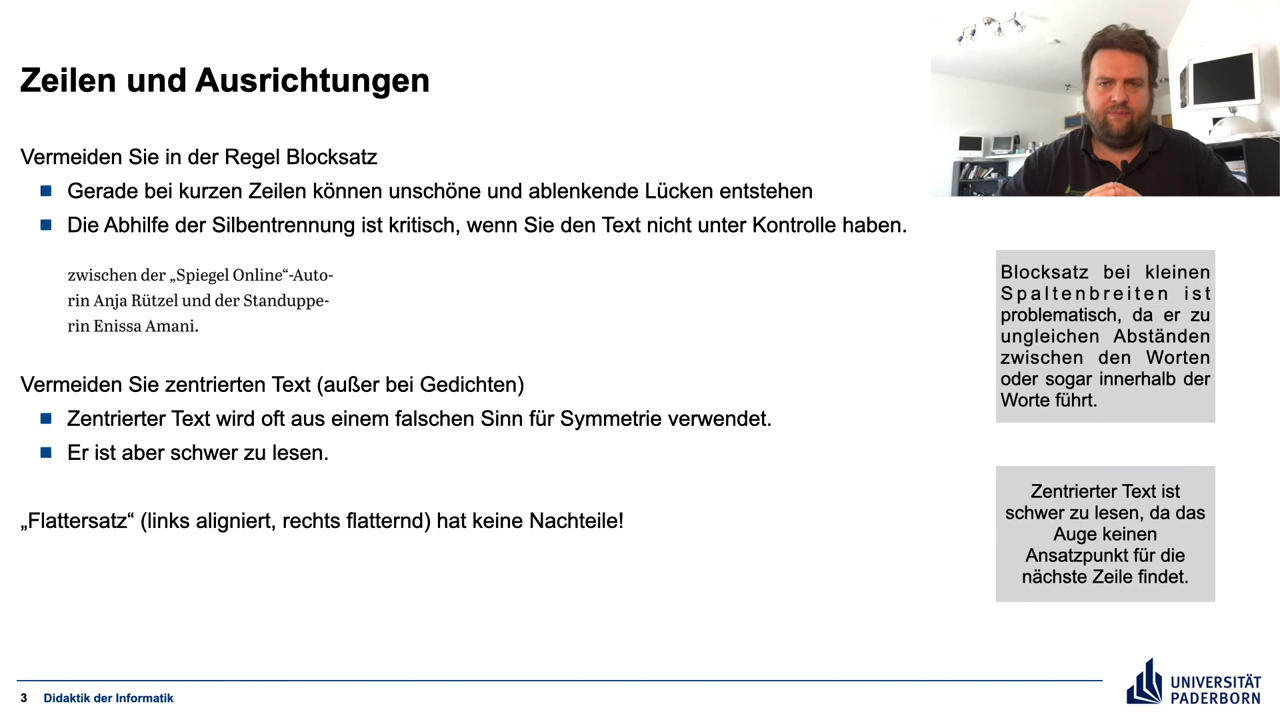 Zeilen und Ausrichtungen
Vermeiden Sie in der Regel Blocksatz
Gerade bei kurzen Zeilen können unschöne und ablenkende Lücken entstehen
Die Abhilfe der Silbentrennung ist kritisch, wenn Sie den Text nicht unter Kontrolle haben.
zwischen der „Spiegel Online“-Auto-
rin Anja Rützel und der Standuppe-
rin Enissa Amani.
Vermeiden Sie zentrierten Text (außer bei Gedichten)
Zentrierter Text wird oft aus einem falschen Sinn für Symmetrie verwendet.
Er ist aber schwer zu lesen.
„Flattersatz“ (links aligniert, rechts flatternd) hat keine Nachteile!
Blocksatz bei kleinen
Spaltenbreiten ist
problematisch, da er zu
ungleichen Abständen
zwischen den Worten
oder sogar innerhalb der
Worte führt.
Zentrierter Text ist
schwer zu lesen, da das
Auge keinen
Ansatzpunkt für die
nächste Zeile findet.
3 Didaktik der Informatik
UNIVERSITÄT
PADERBORN